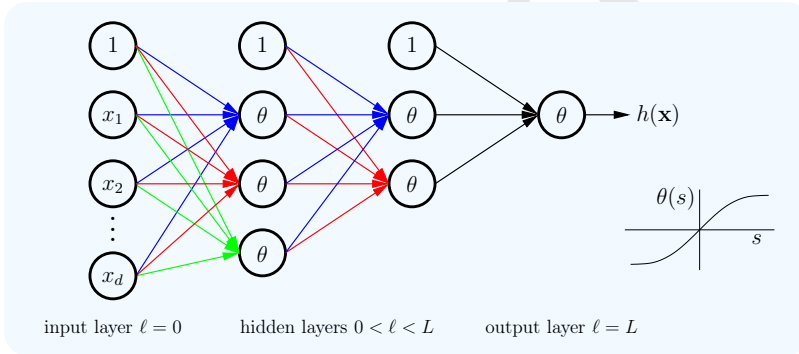 1 1 1
x₁ θ θ θ h(x)
x₂ θ θ
θ(s)
⋮ θ s
x_d
input layer ℓ = 0 hidden layers 0 < ℓ < L output layer ℓ = L